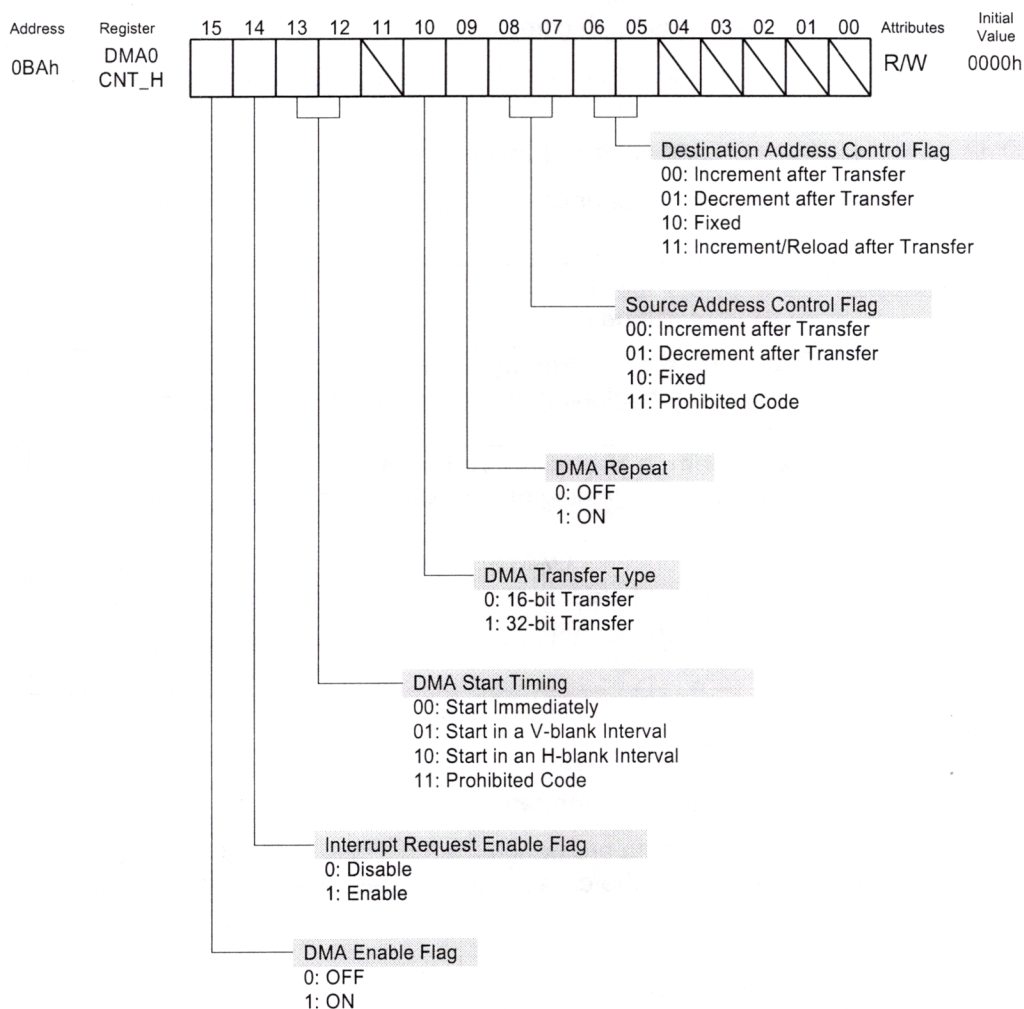 Address Register 15 14 13 12 11 10 09 08 07 06 05 04 03 02 01 00 Attributes Initial Value
0BAh DMA0 CNT_H R/W 0000h
Destination Address Control Flag
00: Increment after Transfer
01: Decrement after Transfer
10: Fixed
11: Increment/Reload after Transfer
Source Address Control Flag
00: Increment after Transfer
01: Decrement after Transfer
10: Fixed
11: Prohibited Code
DMA Repeat
0: OFF
1: ON
DMA Transfer Type
0: 16-bit Transfer
1: 32-bit Transfer
DMA Start Timing
00: Start Immediately
01: Start in a V-blank Interval
10: Start in an H-blank Interval
11: Prohibited Code
Interrupt Request Enable Flag
0: Disable
1: Enable
DMA Enable Flag
0: OFF
1: ON